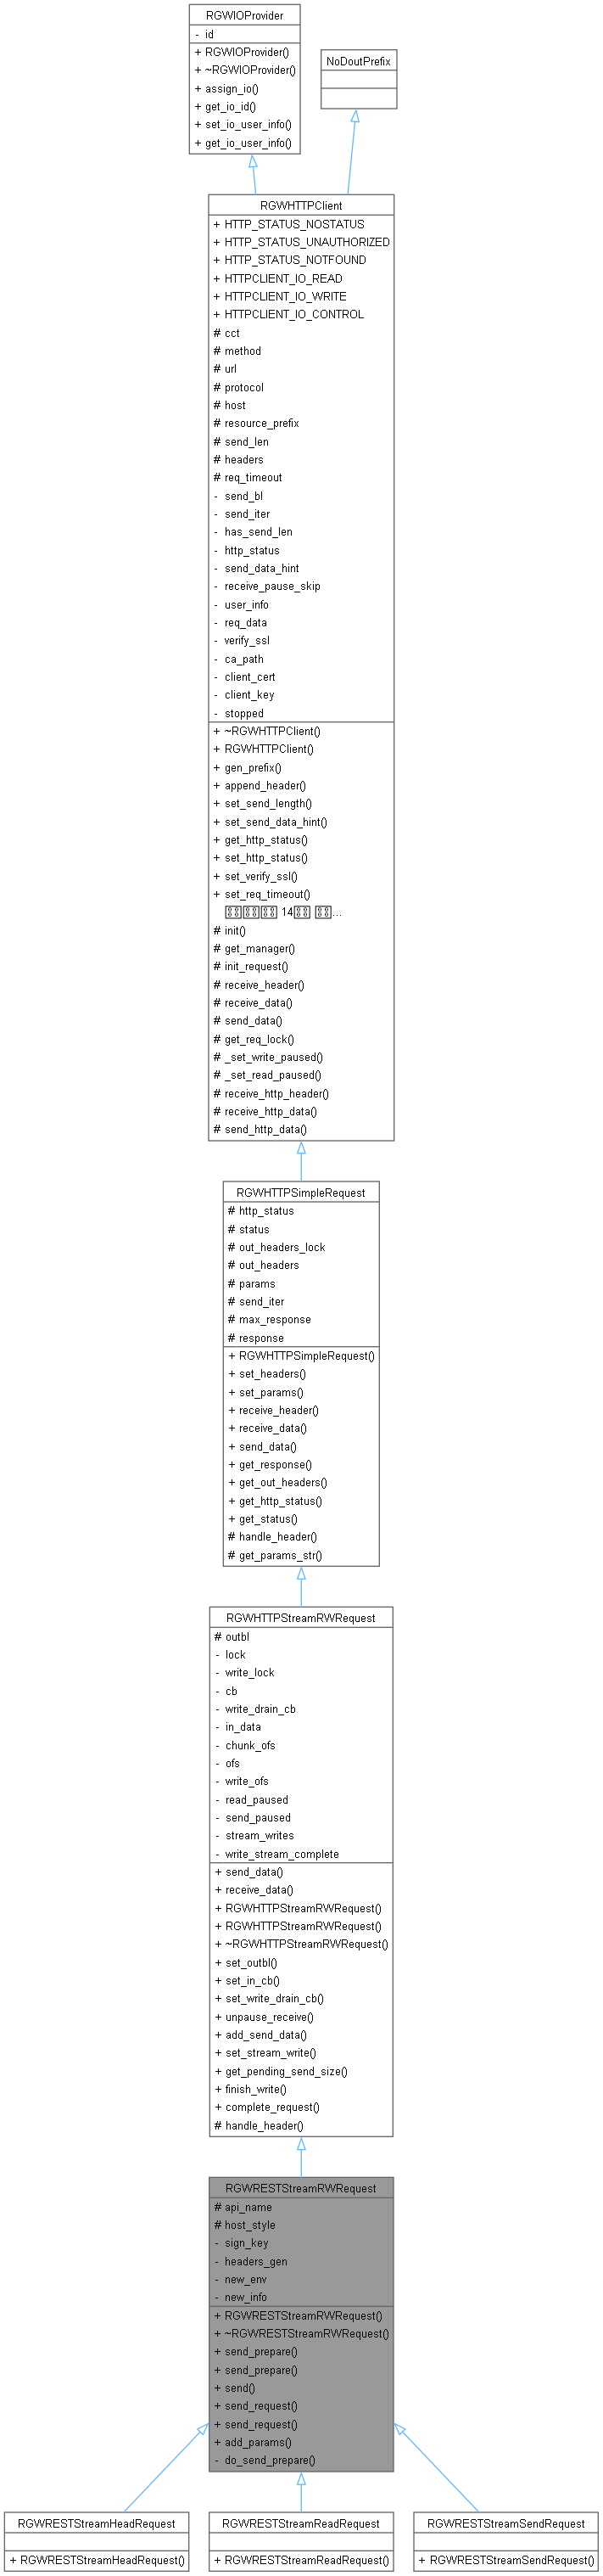 RGWIOProvider
- id
+ RGWIOProvider()
+ ~RGWIOProvider()
+ assign_io()
+ get_io_id()
+ set_io_user_info()
+ get_io_user_info()
NoDoutPrefix
RGWHTTPClient
+ HTTP_STATUS_NOSTATUS
+ HTTP_STATUS_UNAUTHORIZED
+ HTTP_STATUS_NOTFOUND
+ HTTPCLIENT_IO_READ
+ HTTPCLIENT_IO_WRITE
+ HTTPCLIENT_IO_CONTROL
# cct
# method
# url
# protocol
# host
# resource_prefix
# send_len
# headers
# req_timeout
- send_bl
- send_iter
- has_send_len
- http_status
- send_data_hint
- receive_pause_skip
- user_info
- req_data
- verify_ssl
- ca_path
- client_cert
- client_key
- stopped
+ ~RGWHTTPClient()
+ RGWHTTPClient()
+ gen_prefix()
+ append_header()
+ set_send_length()
+ set_send_data_hint()
+ get_http_status()
+ set_http_status()
+ set_verify_ssl()
+ set_req_timeout()
14 ...
# init()
# get_manager()
# init_request()
# receive_header()
# receive_data()
# send_data()
# get_req_lock()
# _set_write_paused()
# _set_read_paused()
# receive_http_header()
# receive_http_data()
# send_http_data()
RGWHTTPSimpleRequest
# http_status
# status
# out_headers_lock
# out_headers
# params
# send_iter
# max_response
# response
+ RGWHTTPSimpleRequest()
+ set_headers()
+ set_params()
+ receive_header()
+ receive_data()
+ send_data()
+ get_response()
+ get_out_headers()
+ get_http_status()
+ get_status()
# handle_header()
# get_params_str()
RGWHTTPStreamRWRequest
# outbl
- lock
- write_lock
- cb
- write_drain_cb
- in_data
- chunk_ofs
- ofs
- write_ofs
- read_paused
- send_paused
- stream_writes
- write_stream_complete
+ send_data()
+ receive_data()
+ RGWHTTPStreamRWRequest()
+ RGWHTTPStreamRWRequest()
+ ~RGWHTTPStreamRWRequest()
+ set_outbl()
+ set_in_cb()
+ set_write_drain_cb()
+ unpause_receive()
+ add_send_data()
+ set_stream_write()
+ get_pending_send_size()
+ finish_write()
+ complete_request()
# handle_header()
RGWRESTStreamRWRequest
# api_name
# host_style
- sign_key
- headers_gen
- new_env
- new_info
+ RGWRESTStreamRWRequest()
+ ~RGWRESTStreamRWRequest()
+ send_prepare()
+ send_prepare()
+ send()
+ send_request()
+ send_request()
+ add_params()
- do_send_prepare()
RGWRESTStreamHeadRequest
+ RGWRESTStreamHeadRequest()
RGWRESTStreamReadRequest
+ RGWRESTStreamReadRequest()
RGWRESTStreamSendRequest
+ RGWRESTStreamSendRequest()